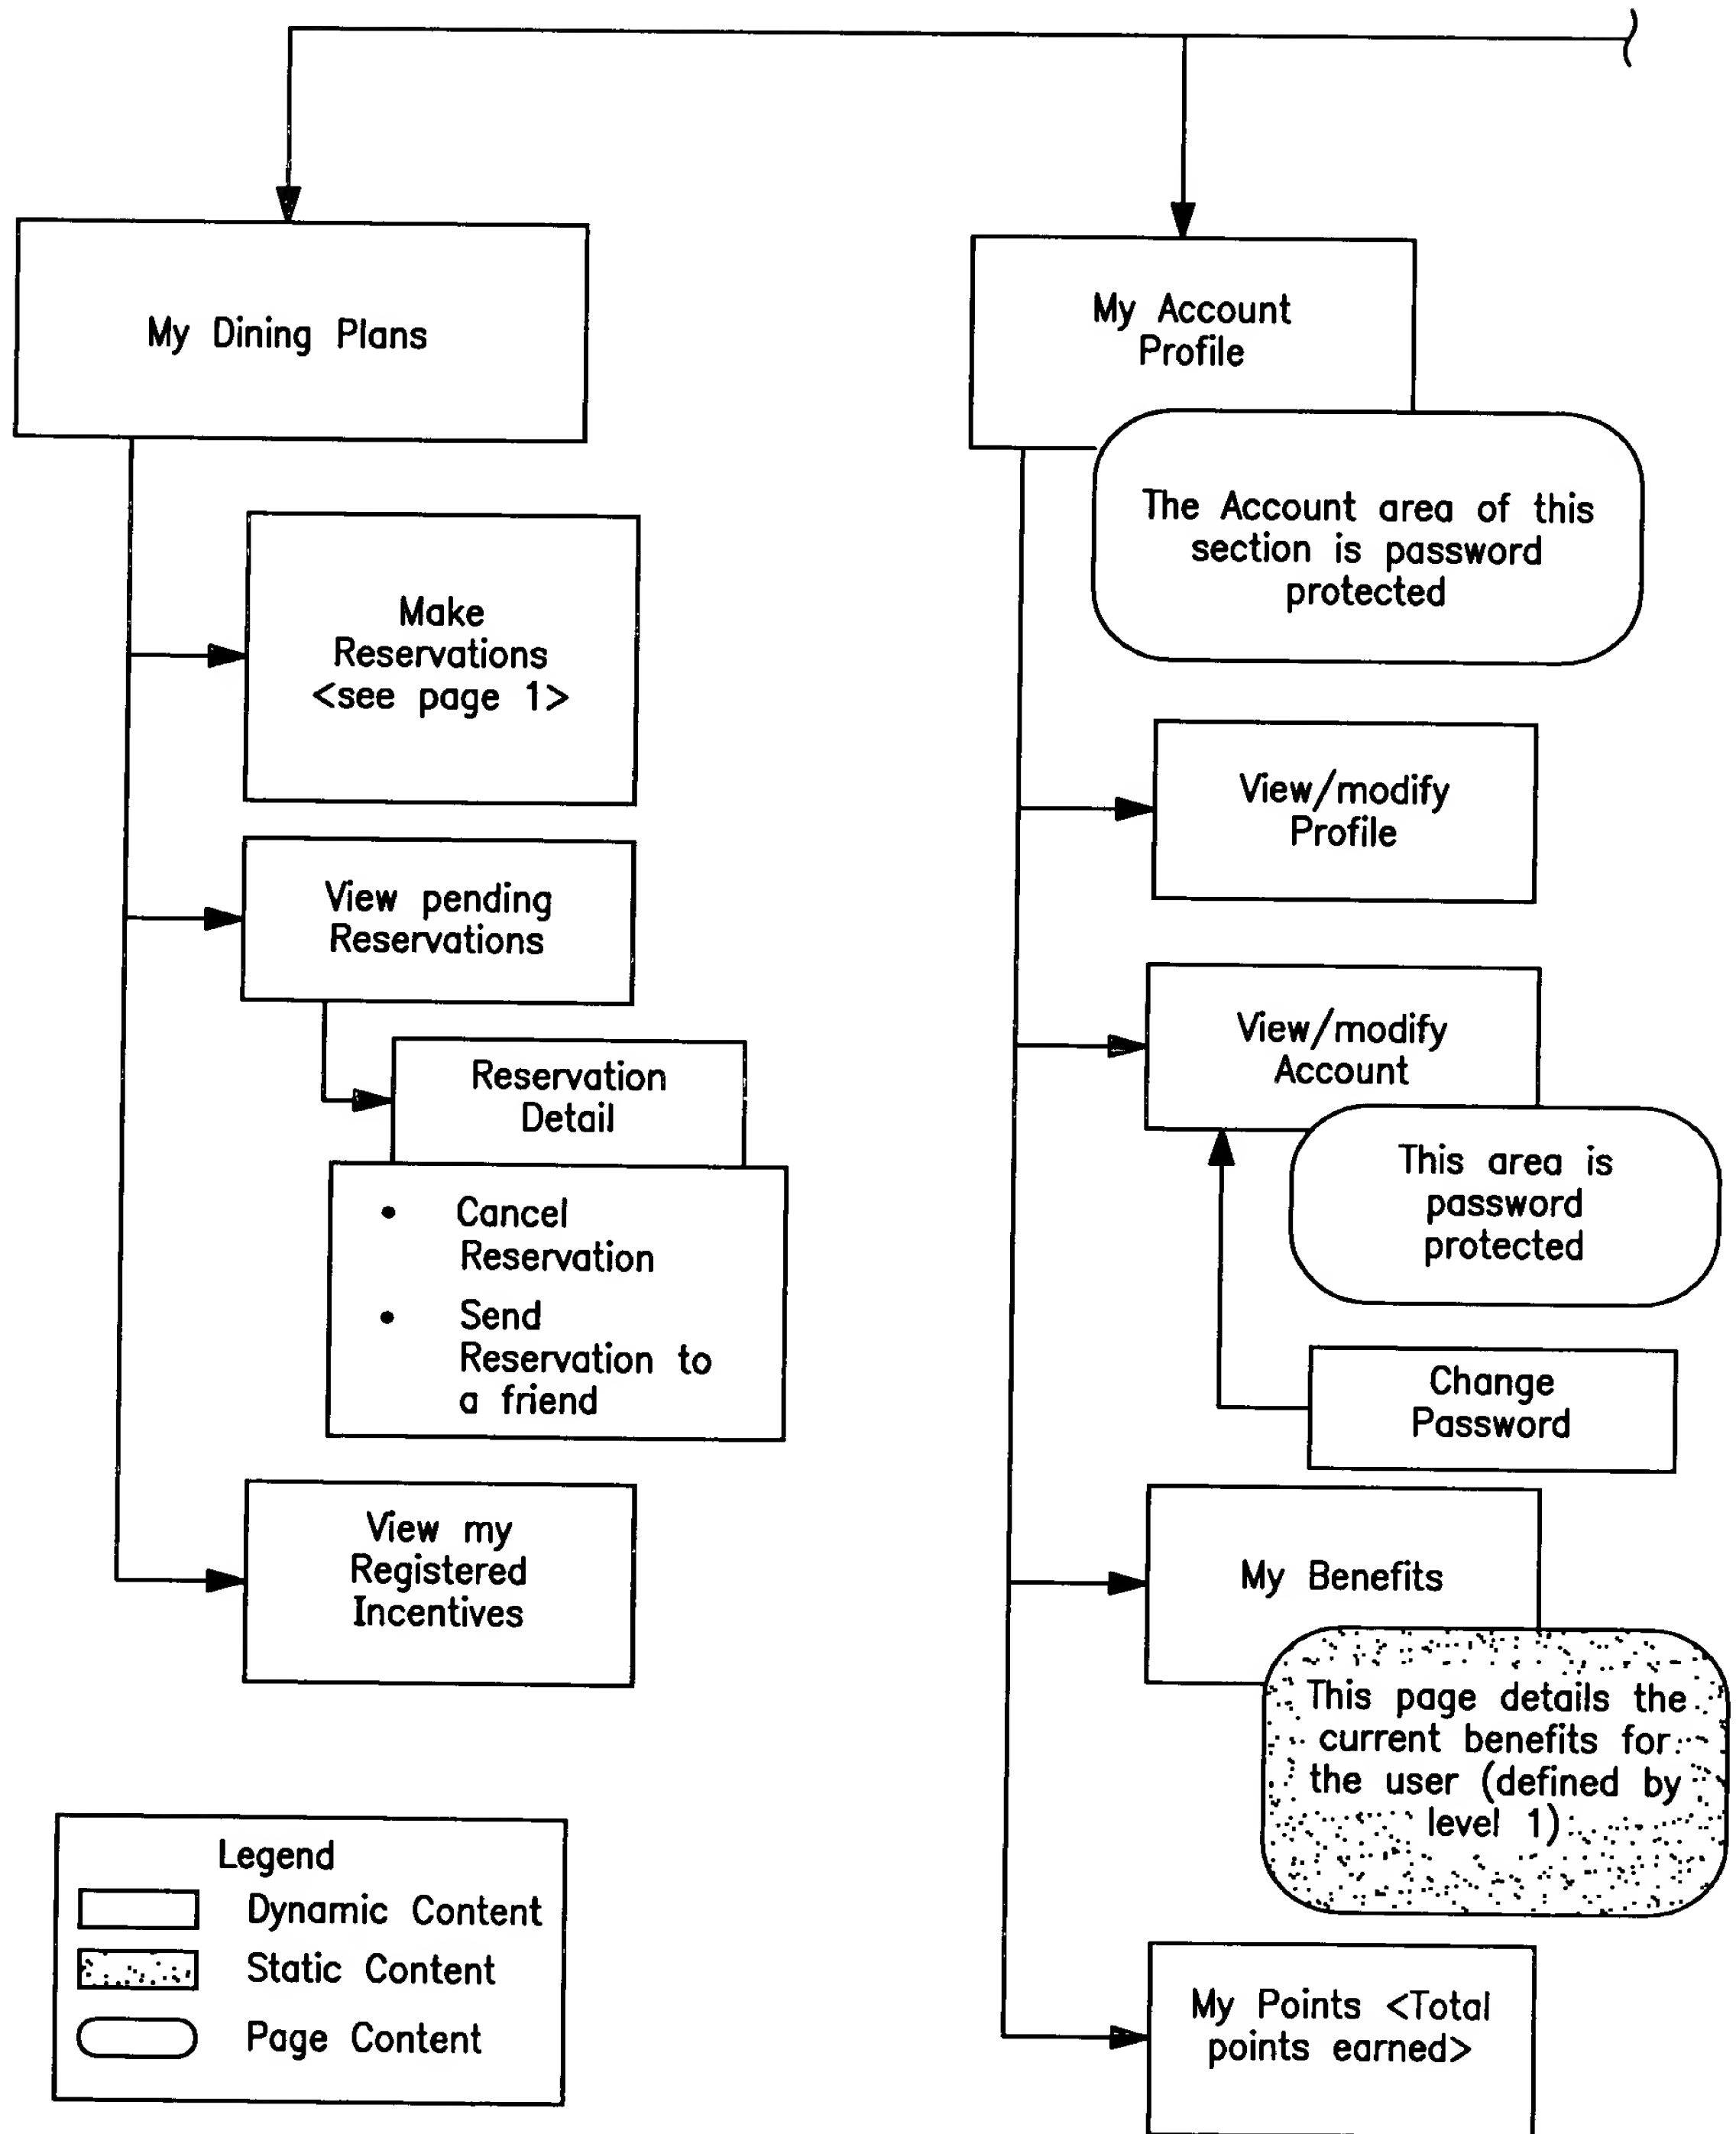 My Dining Plans
Make
Reservations
<see page 1>
View pending
Reservations
Reservation
Detail
• Cancel
Reservation
• Send
Reservation to
a friend
View my
Registered
Incentives
My Account
Profile
The Account area of this
section is password
protected
View/modify
Profile
View/modify
Account
This area is
password
protected
Change
Password
My Benefits
This page details the
current benefits for
the user (defined by
level 1)
My Points <Total
points earned>
Legend
Dynamic Content
Static Content
Page Content